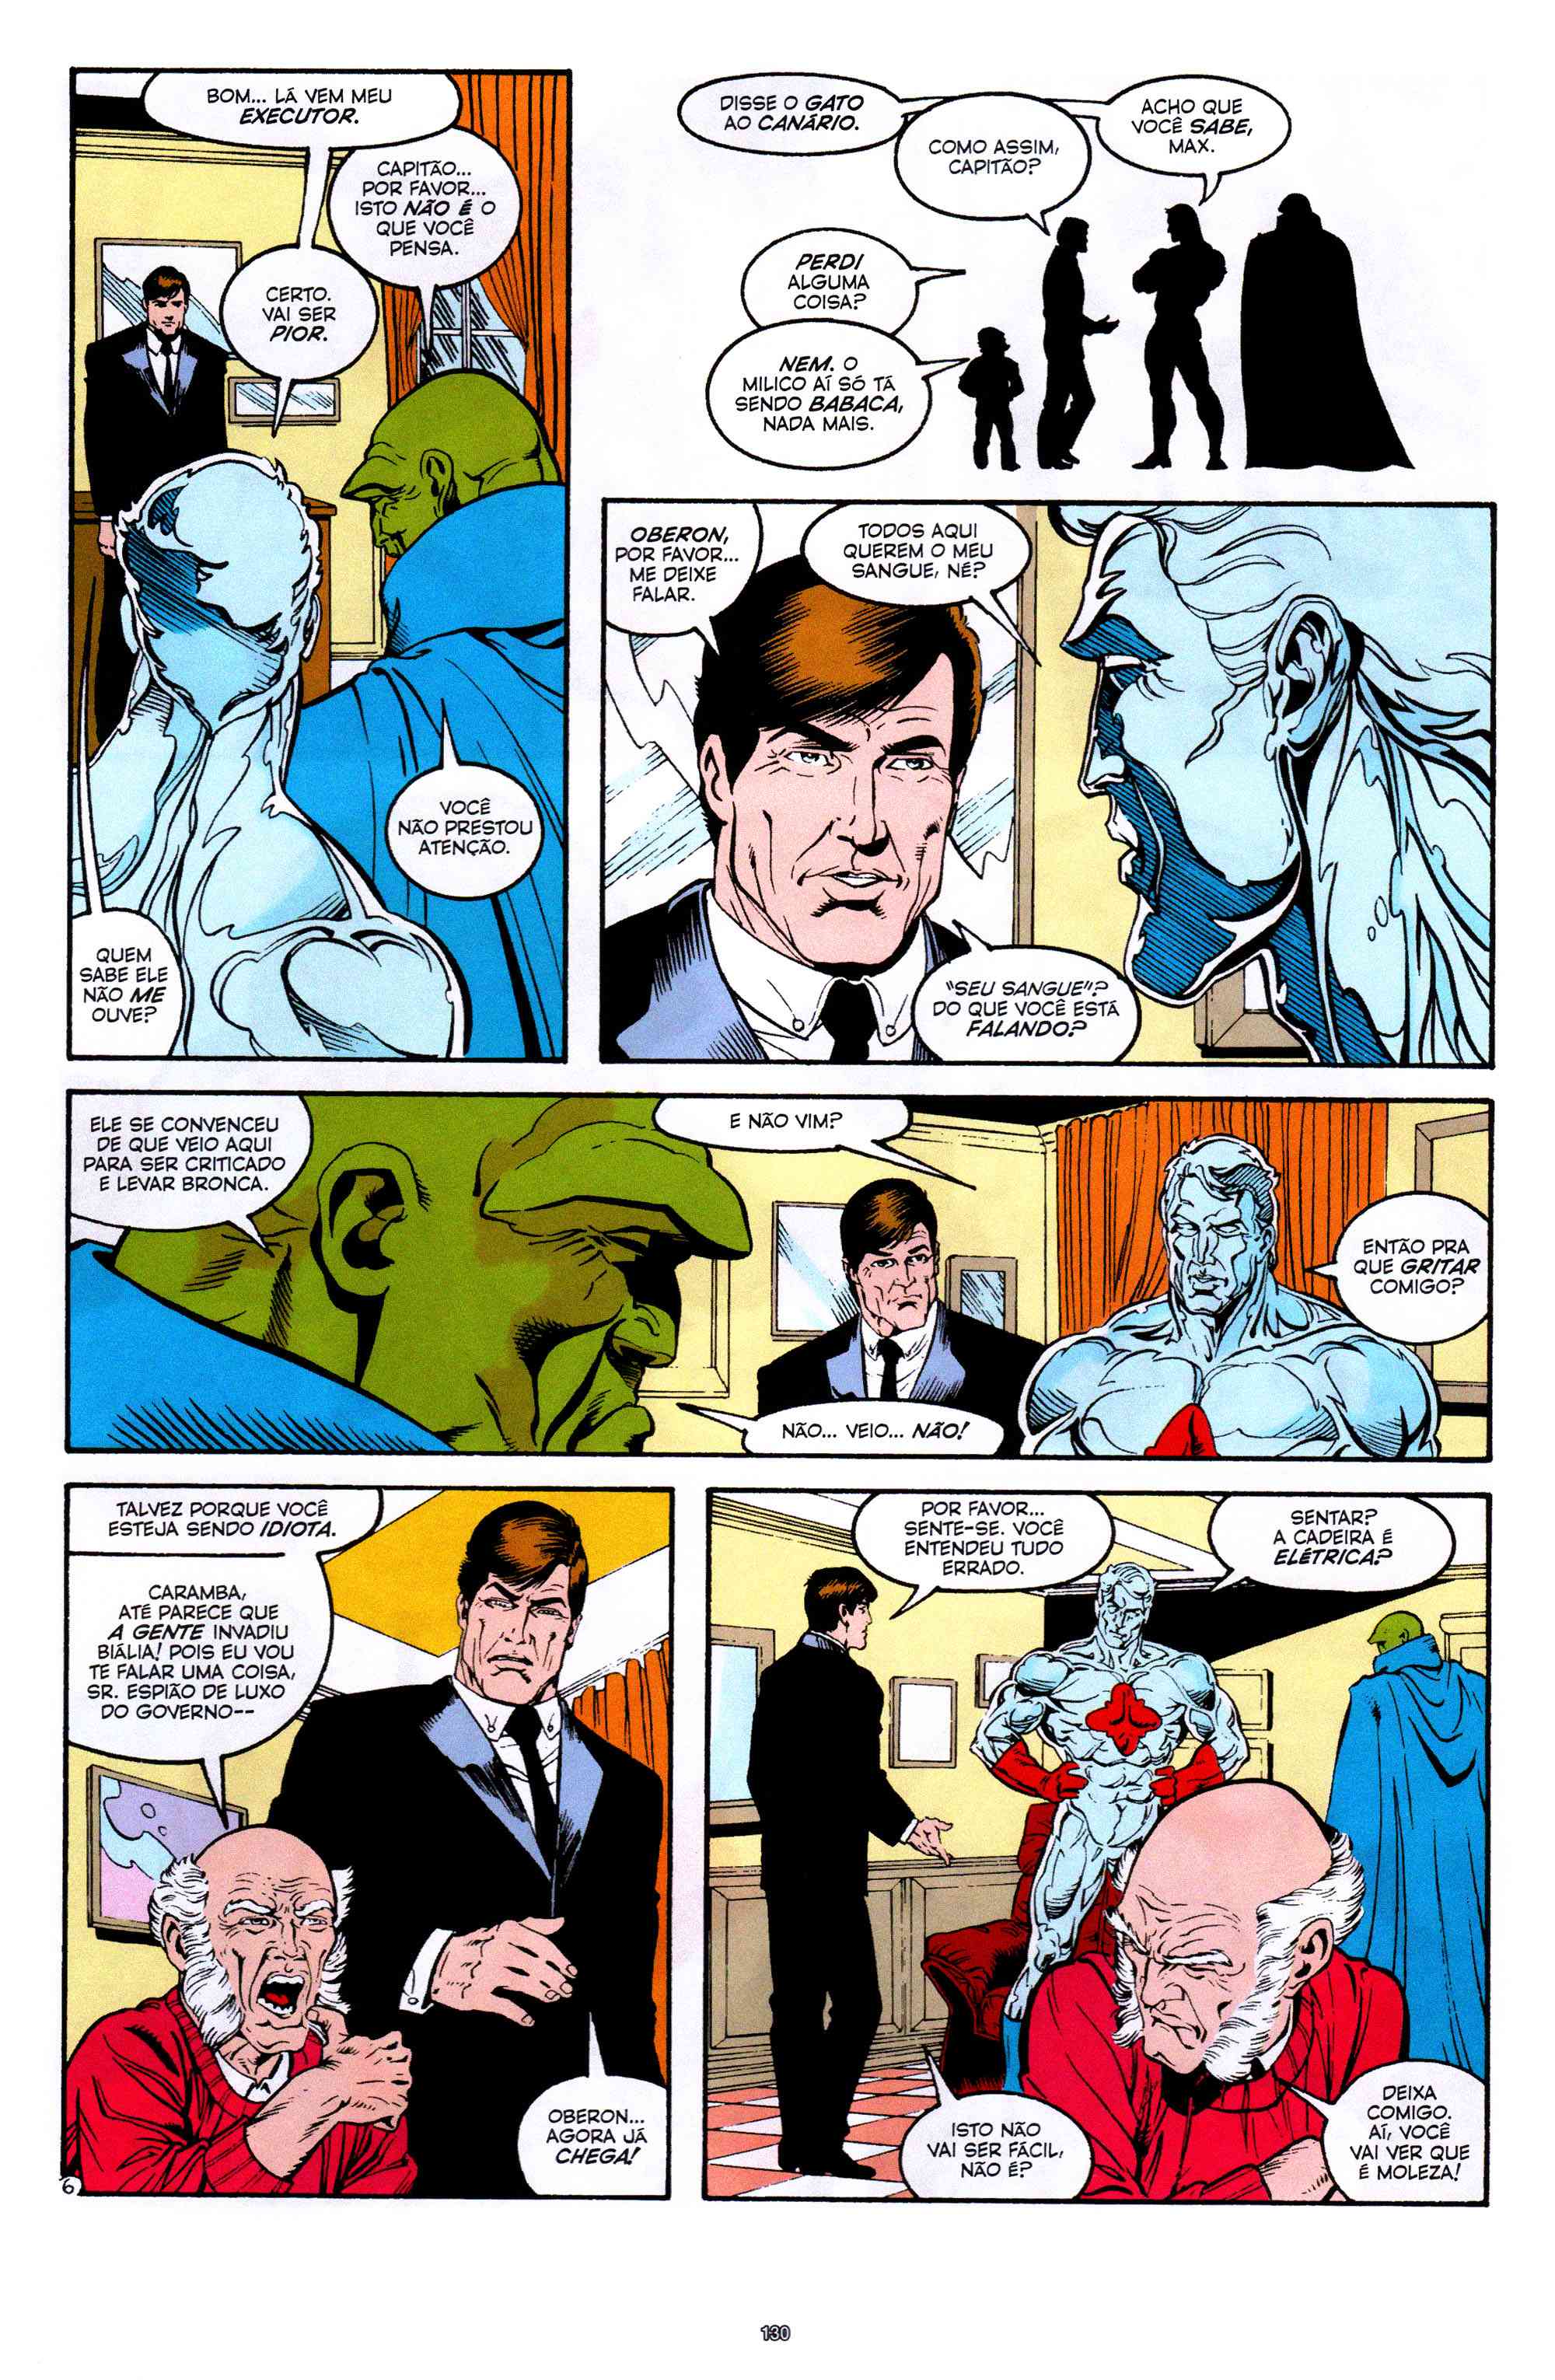 BOM... LÁ VEM MEU
EXECUTOR.
CAPITÃO...
POR FAVOR...
ISTO NÃO É O
QUE VOCÊ
PENSA.
CERTO.
VAI SER
PIOR.
VOCÊ
NÃO PRESTOU
ATENÇÃO.
QUEM
SABE ELE
NÃO ME
OUVE?
DISSE O GATO
AO CANÁRIO.
COMO ASSIM,
CAPITÃO?
ACHO QUE
VOCÊ SABE,
MAX.
PERDI
ALGUMA
COISA?
NEM. O
MILICO AÍ SÓ TÁ
SENDO BABACA,
NADA MAIS.
OBERON,
POR FAVOR...
ME DEIXE
FALAR.
TODOS AQUI
QUEREM O MEU
SANGUE, NÉ?
"SEU SANGUE"?
DO QUE VOCÊ ESTÁ
FALANDO?
ELE SE CONVENCEU
DE QUE VEIO AQUI
PARA SER CRITICADO
E LEVAR BRONCA.
E NÃO VIM?
NÃO... VEIO... NÃO!
ENTÃO PRA
QUE GRITAR
COMIGO?
TALVEZ PORQUE VOCÊ
ESTEJA SENDO IDIOTA.
CARAMBA,
ATÉ PARECE QUE
A GENTE INVADIU
BIÁLIA! POIS EU VOU
TE FALAR UMA COISA,
SR. ESPIÃO DE LUXO
DO GOVERNO--
OBERON...
AGORA JÁ
CHEGA!
6
POR FAVOR...
SENTE-SE. VOCÊ
ENTENDEU TUDO
ERRADO.
SENTAR?
A CADEIRA É
ELÉTRICA?
ISTO NÃO
VAI SER FÁCIL,
NÃO É?
DEIXA
COMIGO.
AÍ, VOCÊ
VAI VER QUE
É MOLEZA!
130